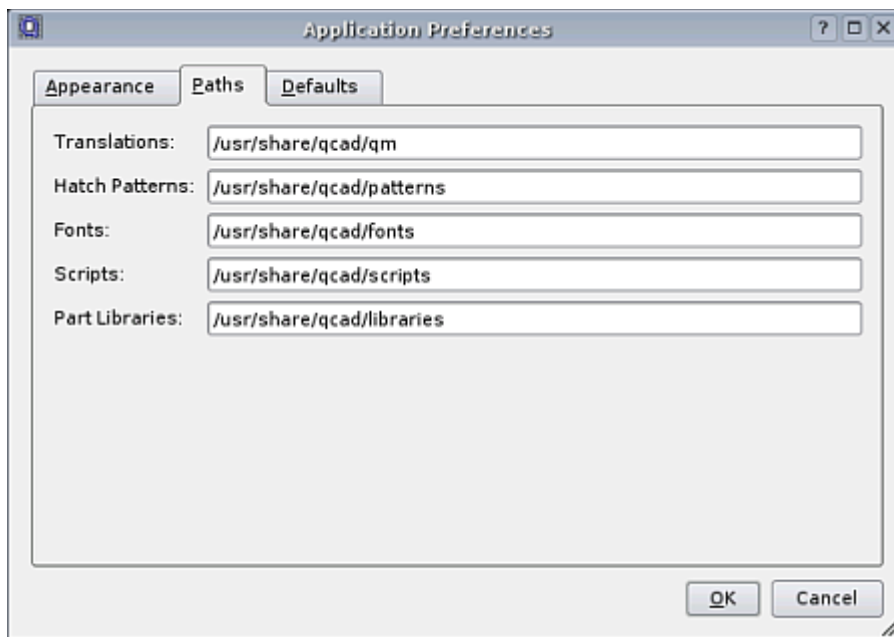 Application Preferences
Appearance Paths Defaults
Translations: /usr/share/qcad/qm
Hatch Patterns: /usr/share/qcad/patterns
Fonts: /usr/share/qcad/fonts
Scripts: /usr/share/qcad/scripts
Part Libraries: /usr/share/qcad/libraries
OK Cancel